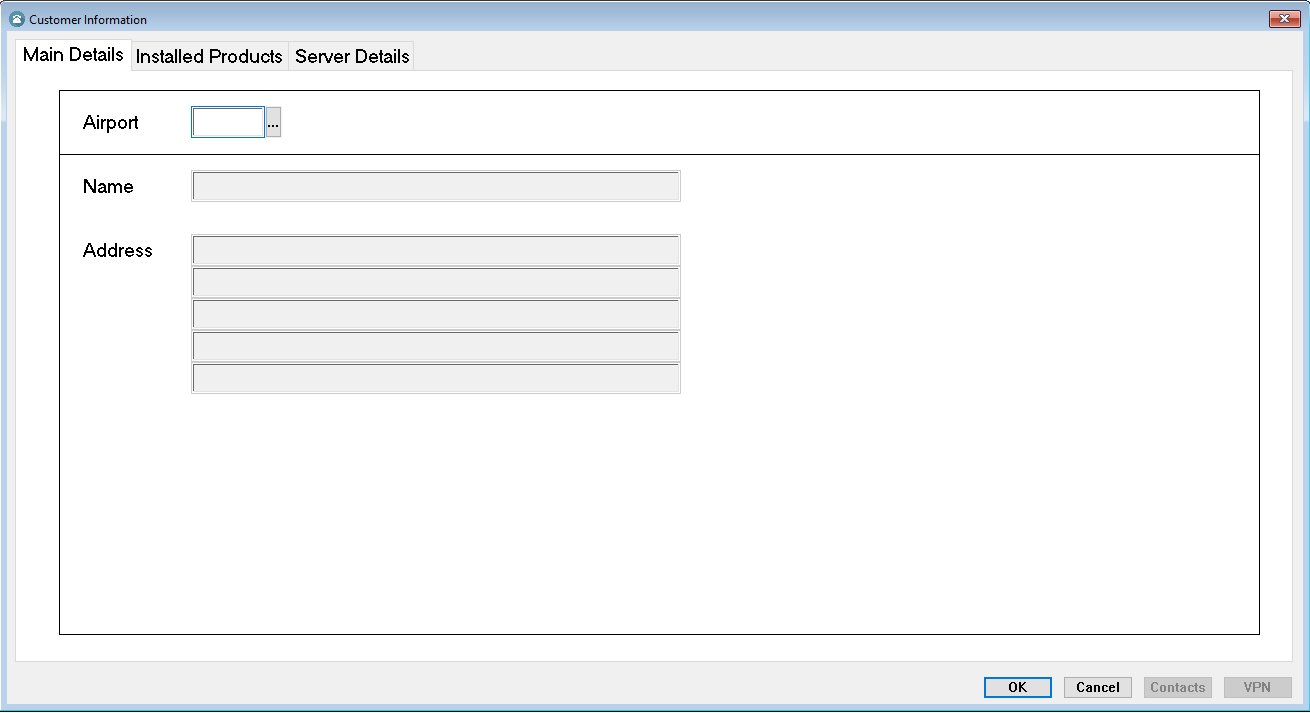 Customer Information
Main Details Installed Products Server Details
Airport ...
Name
Address
OK Cancel Contacts VPN